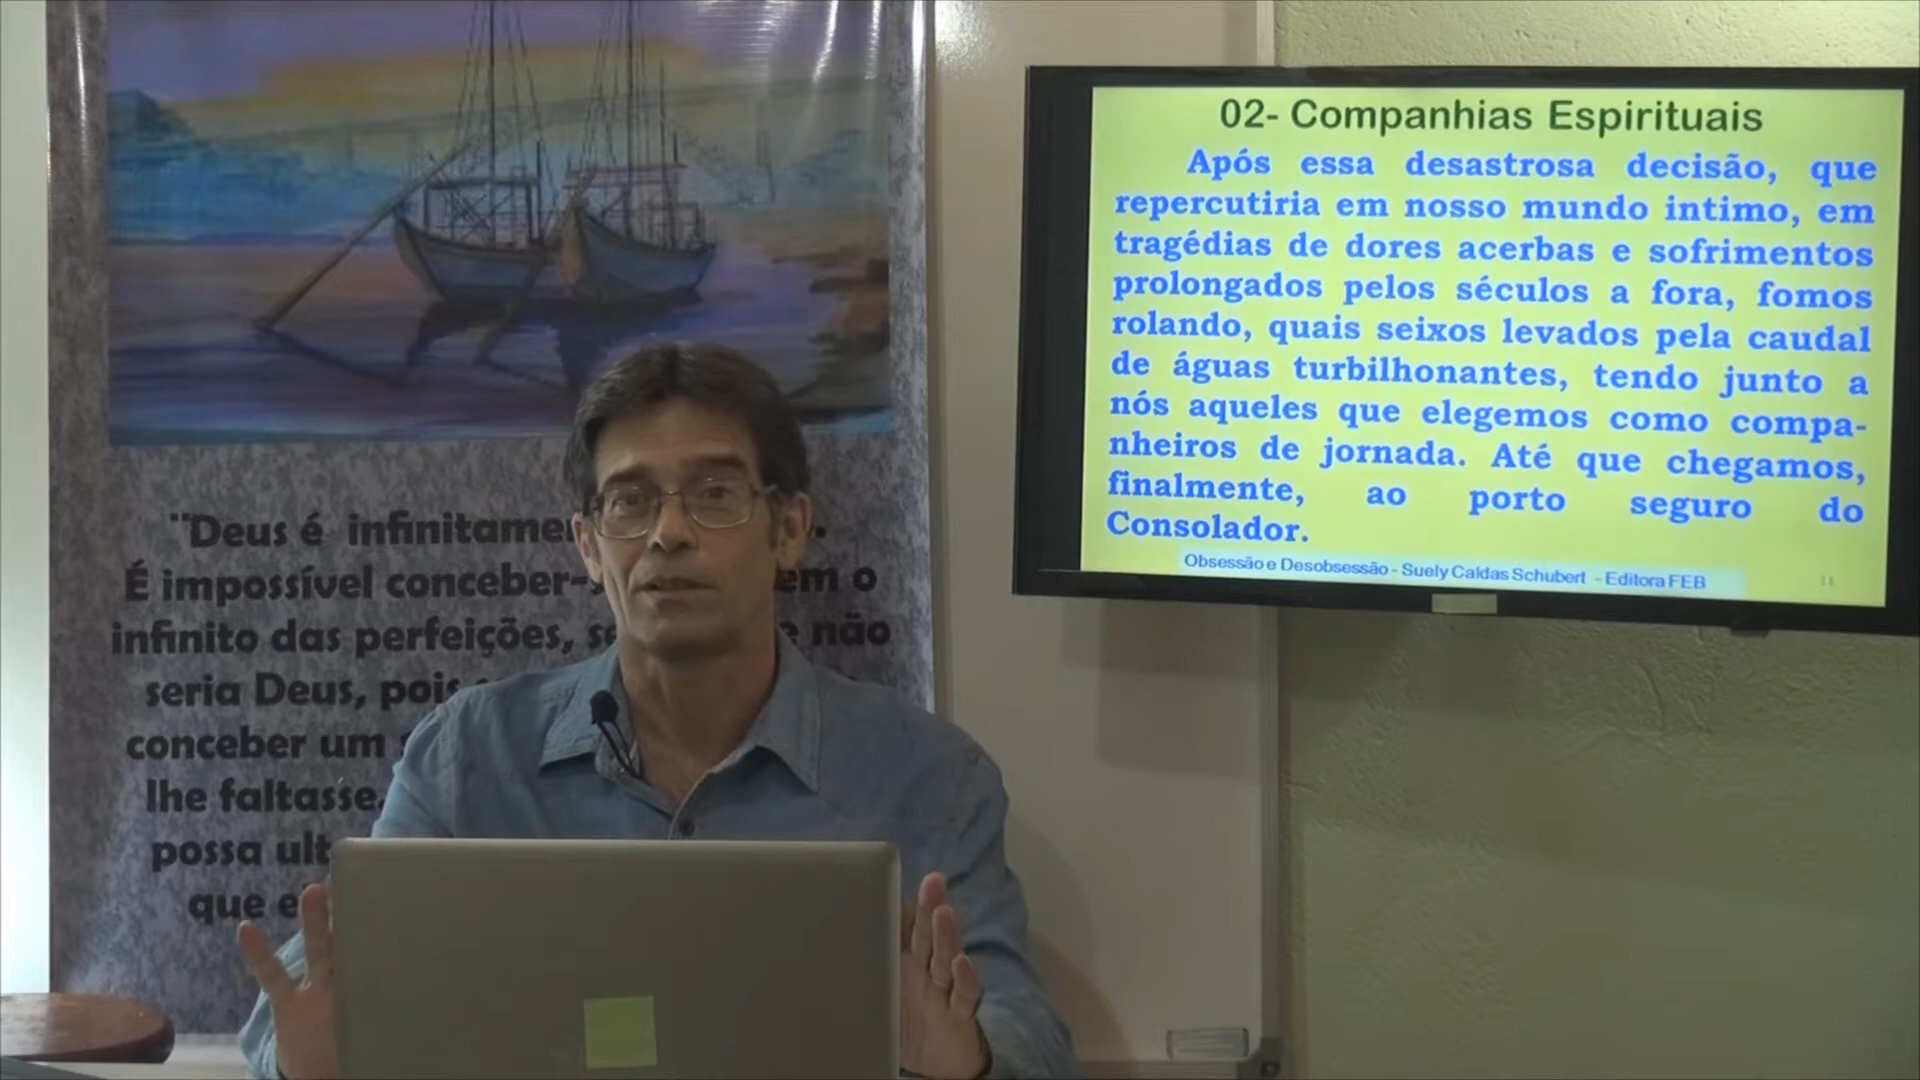 ¨Deus é infinitame
É impossível conceber- em o
infinito das perfeições, não
seria Deus, pois
conceber um
lhe faltasse.
possa ult
que e
02- Companhias Espirituais
Após essa desastrosa decisão, que
repercutiria em nosso mundo intimo, em
tragédias de dores acerbas e sofrimentos
prolongados pelos séculos a fora, fomos
rolando, quais seixos levados pela caudal
de águas turbilhonantes, tendo junto a
nós aqueles que elegemos como compa-
nheiros de jornada. Até que chegamos,
finalmente, ao porto seguro do
Consolador.
Obsessão e Desobsessão - Suely Caldas Schubert - Editora FEB